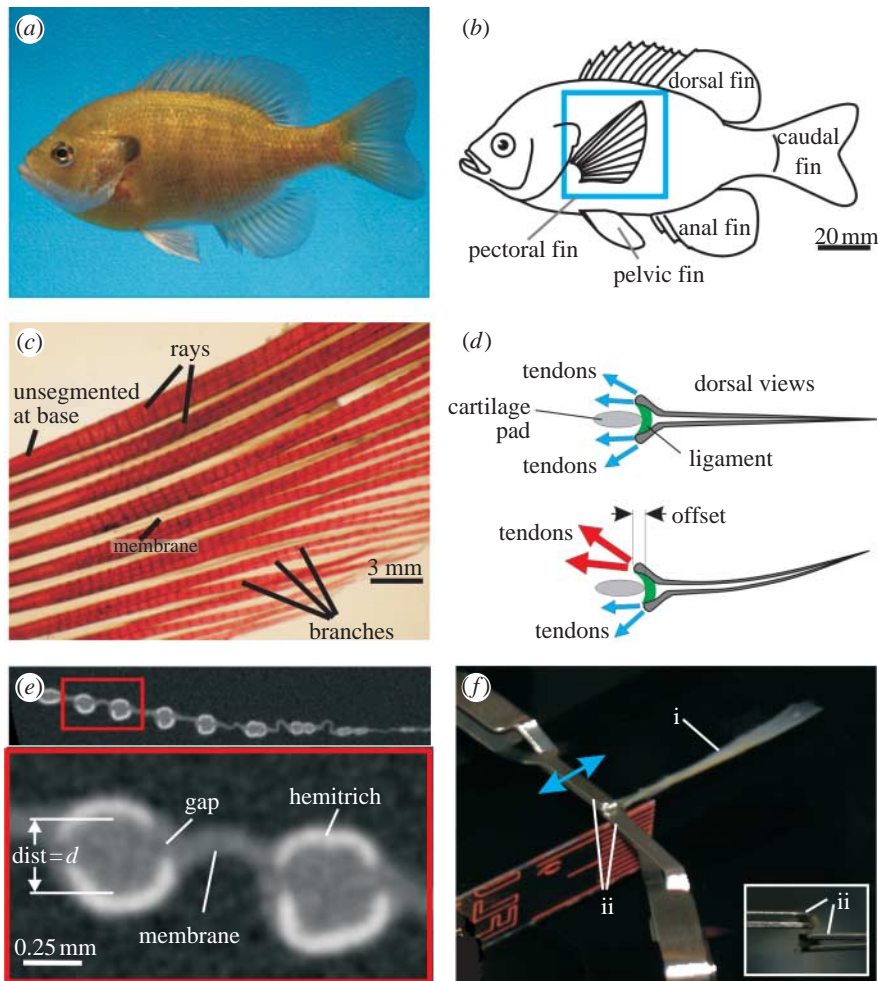 (a)
(b)
dorsal fin
caudal
fin
anal fin
pectoral fin
pelvic fin
20 mm
(c)
rays
unsegmented
at base
membrane
3 mm
branches
(d)
tendons
dorsal views
cartilage
pad
tendons
ligament
offset
tendons
tendons
(e)
gap
hemitrich
dist = d
membrane
0.25 mm
(f)
i
ii
ii